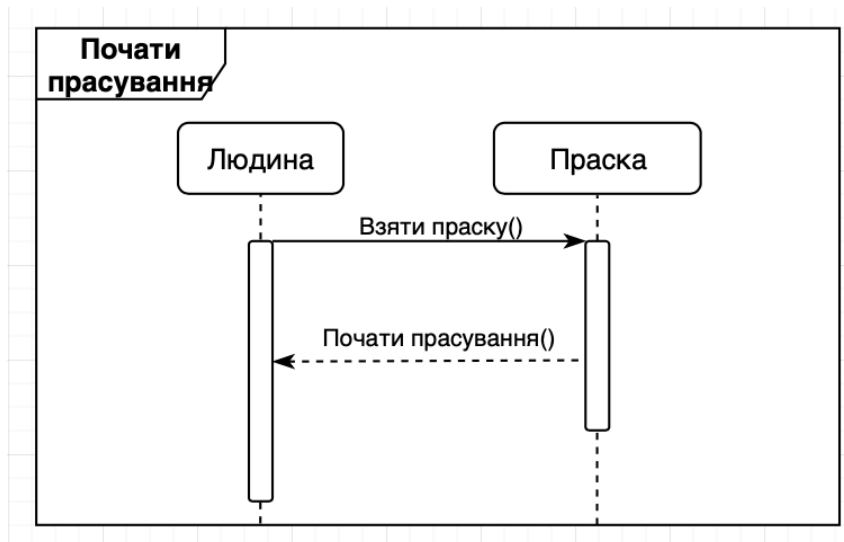 Почати
прасування
Людина
Праска
Взяти праску()
Почати прасування()